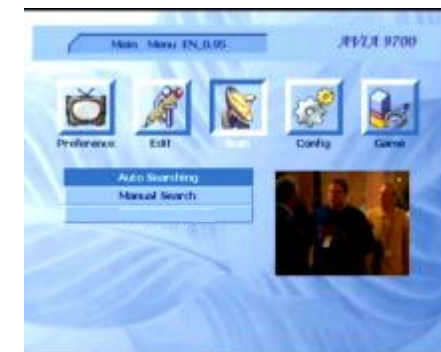 Main Menu EN_0.95
AVIA 9700
Preference
Edit
Config
Game
Auto Searching
Manual Search